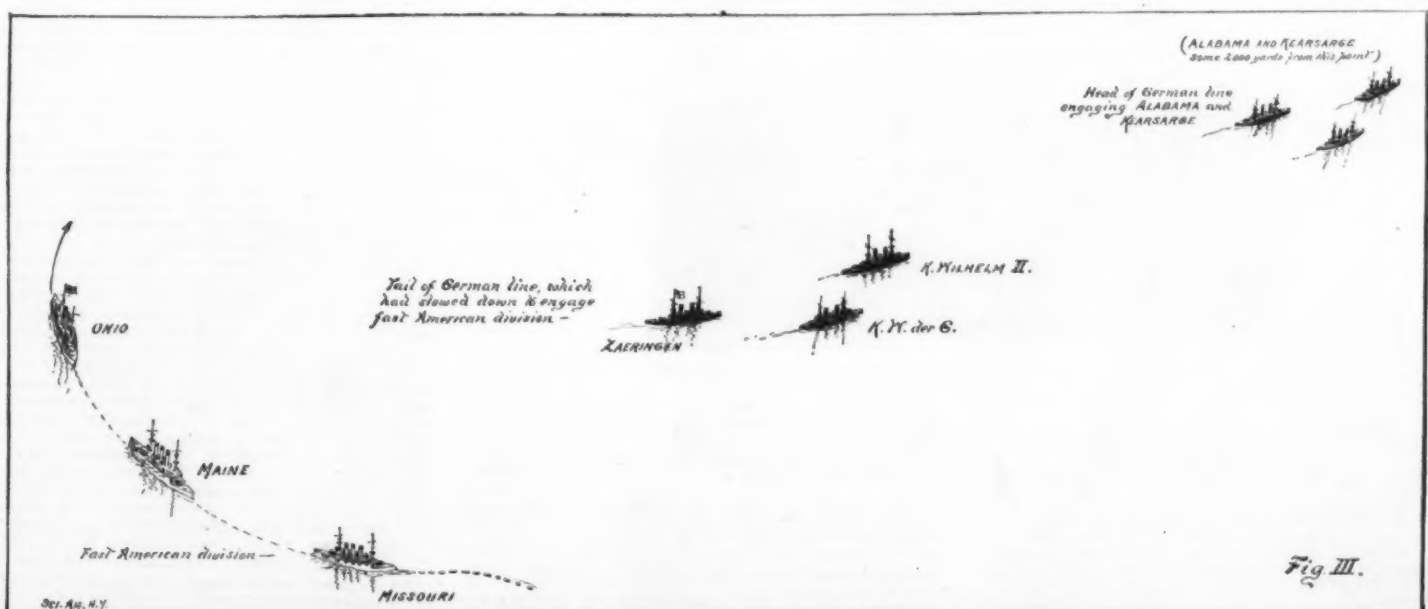 (ALABAMA AND KEARSARGE
some 2,000 yards from this point)
Head of German line
engaging ALABAMA and
KEARSARGE
K. WILHELM II.
Tail of German line, which
had slowed down to engage
fast American division —
OHIO
K. W. der G.
ZAERINGEN
MAINE
Fast American division —
MISSOURI
Fig. III.
SCI. AM. N.Y.